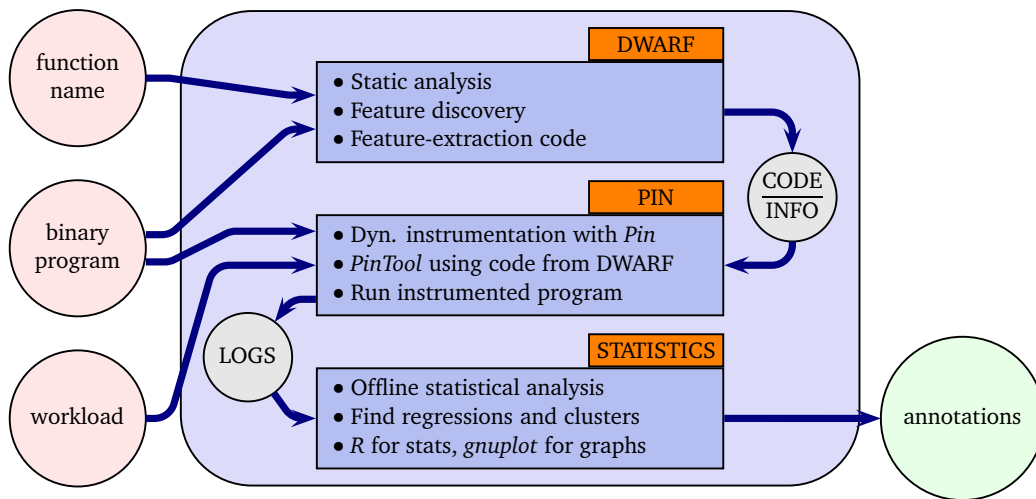 function
name
binary
program
workload
DWARF
• Static analysis
• Feature discovery
• Feature-extraction code
CODE
INFO
PIN
• Dyn. instrumentation with Pin
• PinTool using code from DWARF
• Run instrumented program
LOGS
STATISTICS
• Offline statistical analysis
• Find regressions and clusters
• R for stats, gnuplot for graphs
annotations